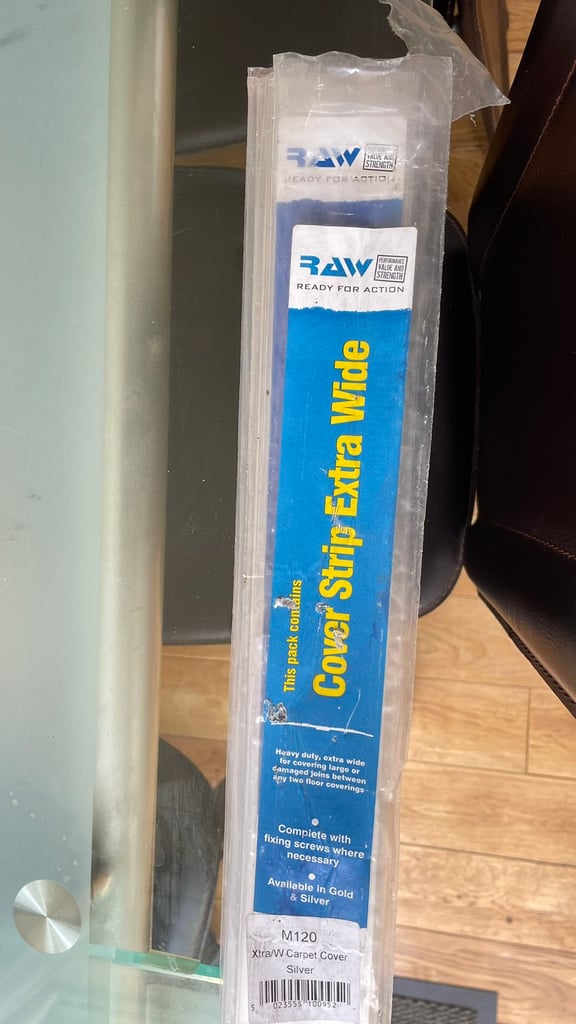 RAW
VALUE AND
STRENGTH
READY FOR ACTION
RAW
PERFORMANCE
VALUE AND
STRENGTH
READY FOR ACTION
This pack contains
Cover Strip Extra Wide
Heavy duty, extra wide
for covering large or
damaged joins between
any two floor coverings
Complete with
fixing screws where
necessary
Available in Gold
& Silver
M120
Xtra/W Carpet Cover
Silver
5 023555 100952